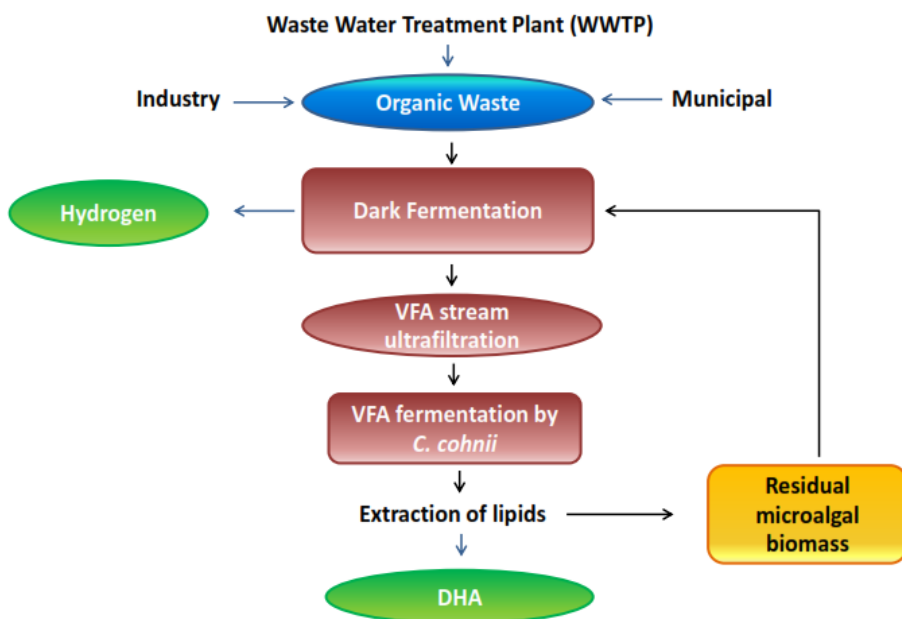 Waste Water Treatment Plant (WWTP)
Industry
Organic Waste
Municipal
Hydrogen
Dark Fermentation
VFA stream
ultrafiltration
VFA fermentation by
C. cohnii
Extraction of lipids
Residual
microalgal
biomass
DHA